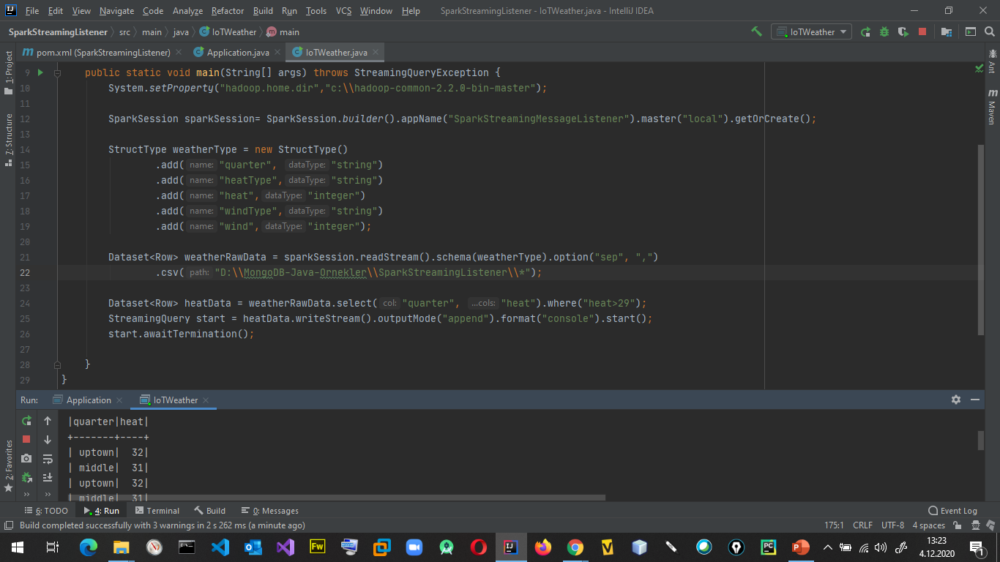 File Edit View Navigate Code Analyze Refactor Build Run Tools VCS Window Help SparkStreamingListener - IoTWeather.java - IntelliJ IDEA
SparkStreamingListener src main java IoTWeather main IoTWeather
pom.xml (SparkStreamingListener) Application.java IoTWeather.java
1: Project
7: Structure
2: Favorites
Ant
Maven
9 public static void main(String[] args) throws StreamingQueryException {
10 System.setProperty("hadoop.home.dir","c:\\hadoop-common-2.2.0-bin-master");
11
12 SparkSession sparkSession= SparkSession.builder().appName("SparkStreamingMessageListener").master("local").getOrCreate();
13
14 StructType weatherType = new StructType()
15 .add( name: "quarter", dataType: "string")
16 .add( name: "heatType", dataType: "string")
17 .add( name: "heat", dataType: "integer")
18 .add( name: "windType", dataType: "string")
19 .add( name: "wind", dataType: "integer");
20
21 Dataset<Row> weatherRawData = sparkSession.readStream().schema(weatherType).option("sep", ",")
22 .csv( path: "D:\\MongoDB-Java-Ornekler\\SparkStreamingListener\\*");
23
24 Dataset<Row> heatData = weatherRawData.select( col: "quarter", ...cols: "heat").where("heat>29");
25 StreamingQuery start = heatData.writeStream().outputMode("append").format("console").start();
26 start.awaitTermination();
27
28 }
29 }
Run: Application IoTWeather
|quarter|heat|
+-------+----+
| uptown| 32|
| middle| 31|
| uptown| 32|
| middle| 31|
6: TODO 4: Run Terminal Build 0: Messages Event Log
Build completed successfully with 3 warnings in 2 s 262 ms (a minute ago) 175:1 CRLF UTF-8 4 spaces
13:23
4.12.2020